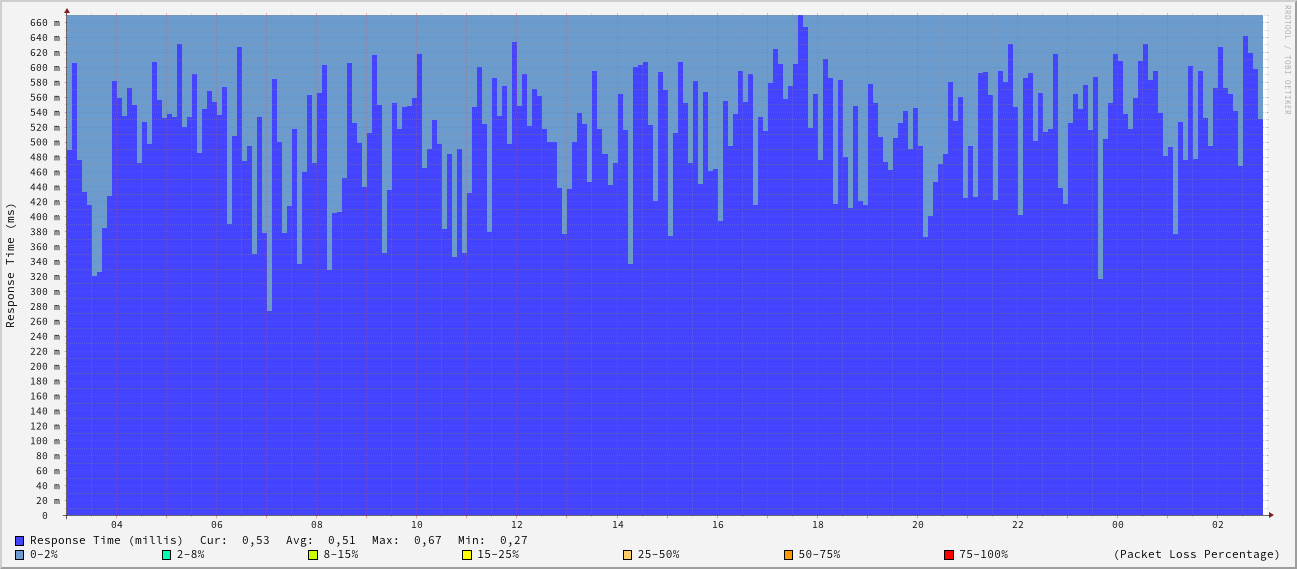 RRDTOOL / TOBI OETIKER
Response Time (ms)
660 m
640 m
620 m
600 m
580 m
560 m
540 m
520 m
500 m
480 m
460 m
440 m
420 m
400 m
380 m
360 m
340 m
320 m
300 m
280 m
260 m
240 m
220 m
200 m
180 m
160 m
140 m
120 m
100 m
80 m
60 m
40 m
20 m
0
04 06 08 10 12 14 16 18 20 22 00 02
Response Time (millis) Cur: 0,53 Avg: 0,51 Max: 0,67 Min: 0,27
0-2% 2-8% 8-15% 15-25% 25-50% 50-75% 75-100% (Packet Loss Percentage)